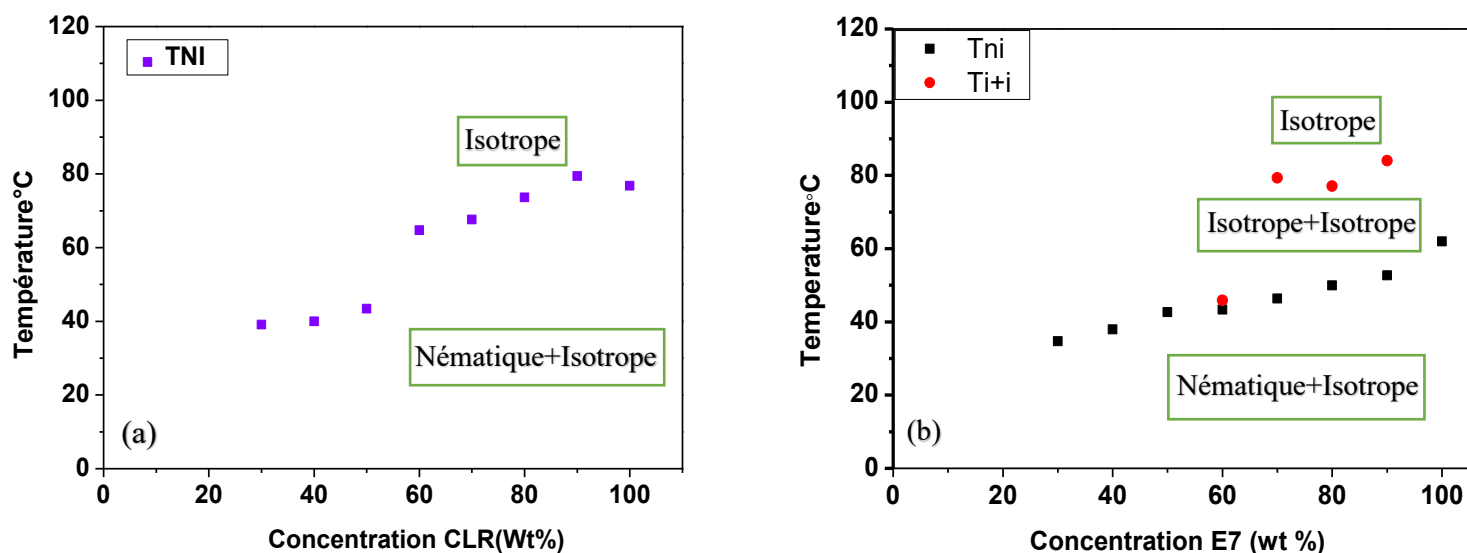 120
100
80
60
40
20
0
TNI
Isotrope
Nématique+Isotrope
(a)
Température°C
0 20 40 60 80 100
Concentration CLR(Wt%)
120
100
80
60
40
20
0
Tni
Ti+i
Isotrope
Isotrope+Isotrope
Nématique+Isotrope
(b)
Temperature◦C
0 20 40 60 80 100
Concentration E7 (wt %)